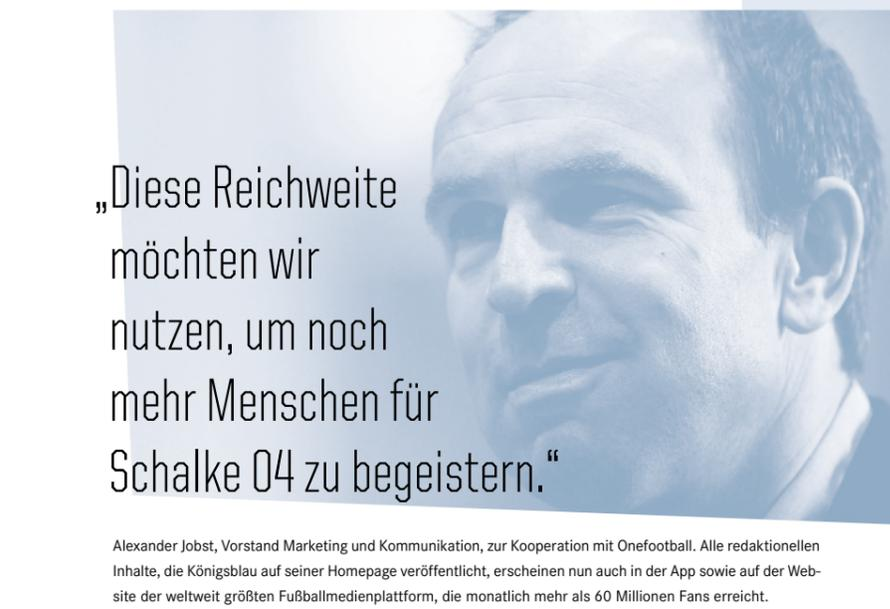 „Diese Reichweite
möchten wir
nutzen, um noch
mehr Menschen für
Schalke 04 zu begeistern.“
Alexander Jobst, Vorstand Marketing und Kommunikation, zur Kooperation mit Onefootball. Alle redaktionellen
Inhalte, die Königsblau auf seiner Homepage veröffentlicht, erscheinen nun auch in der App sowie auf der Web-
site der weltweit größten Fußballmedienplattform, die monatlich mehr als 60 Millionen Fans erreicht.